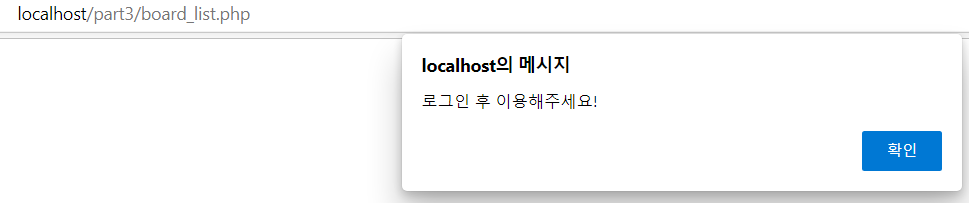 localhost/part3/board_list.php
localhost의 메시지
로그인 후 이용해주세요!
확인